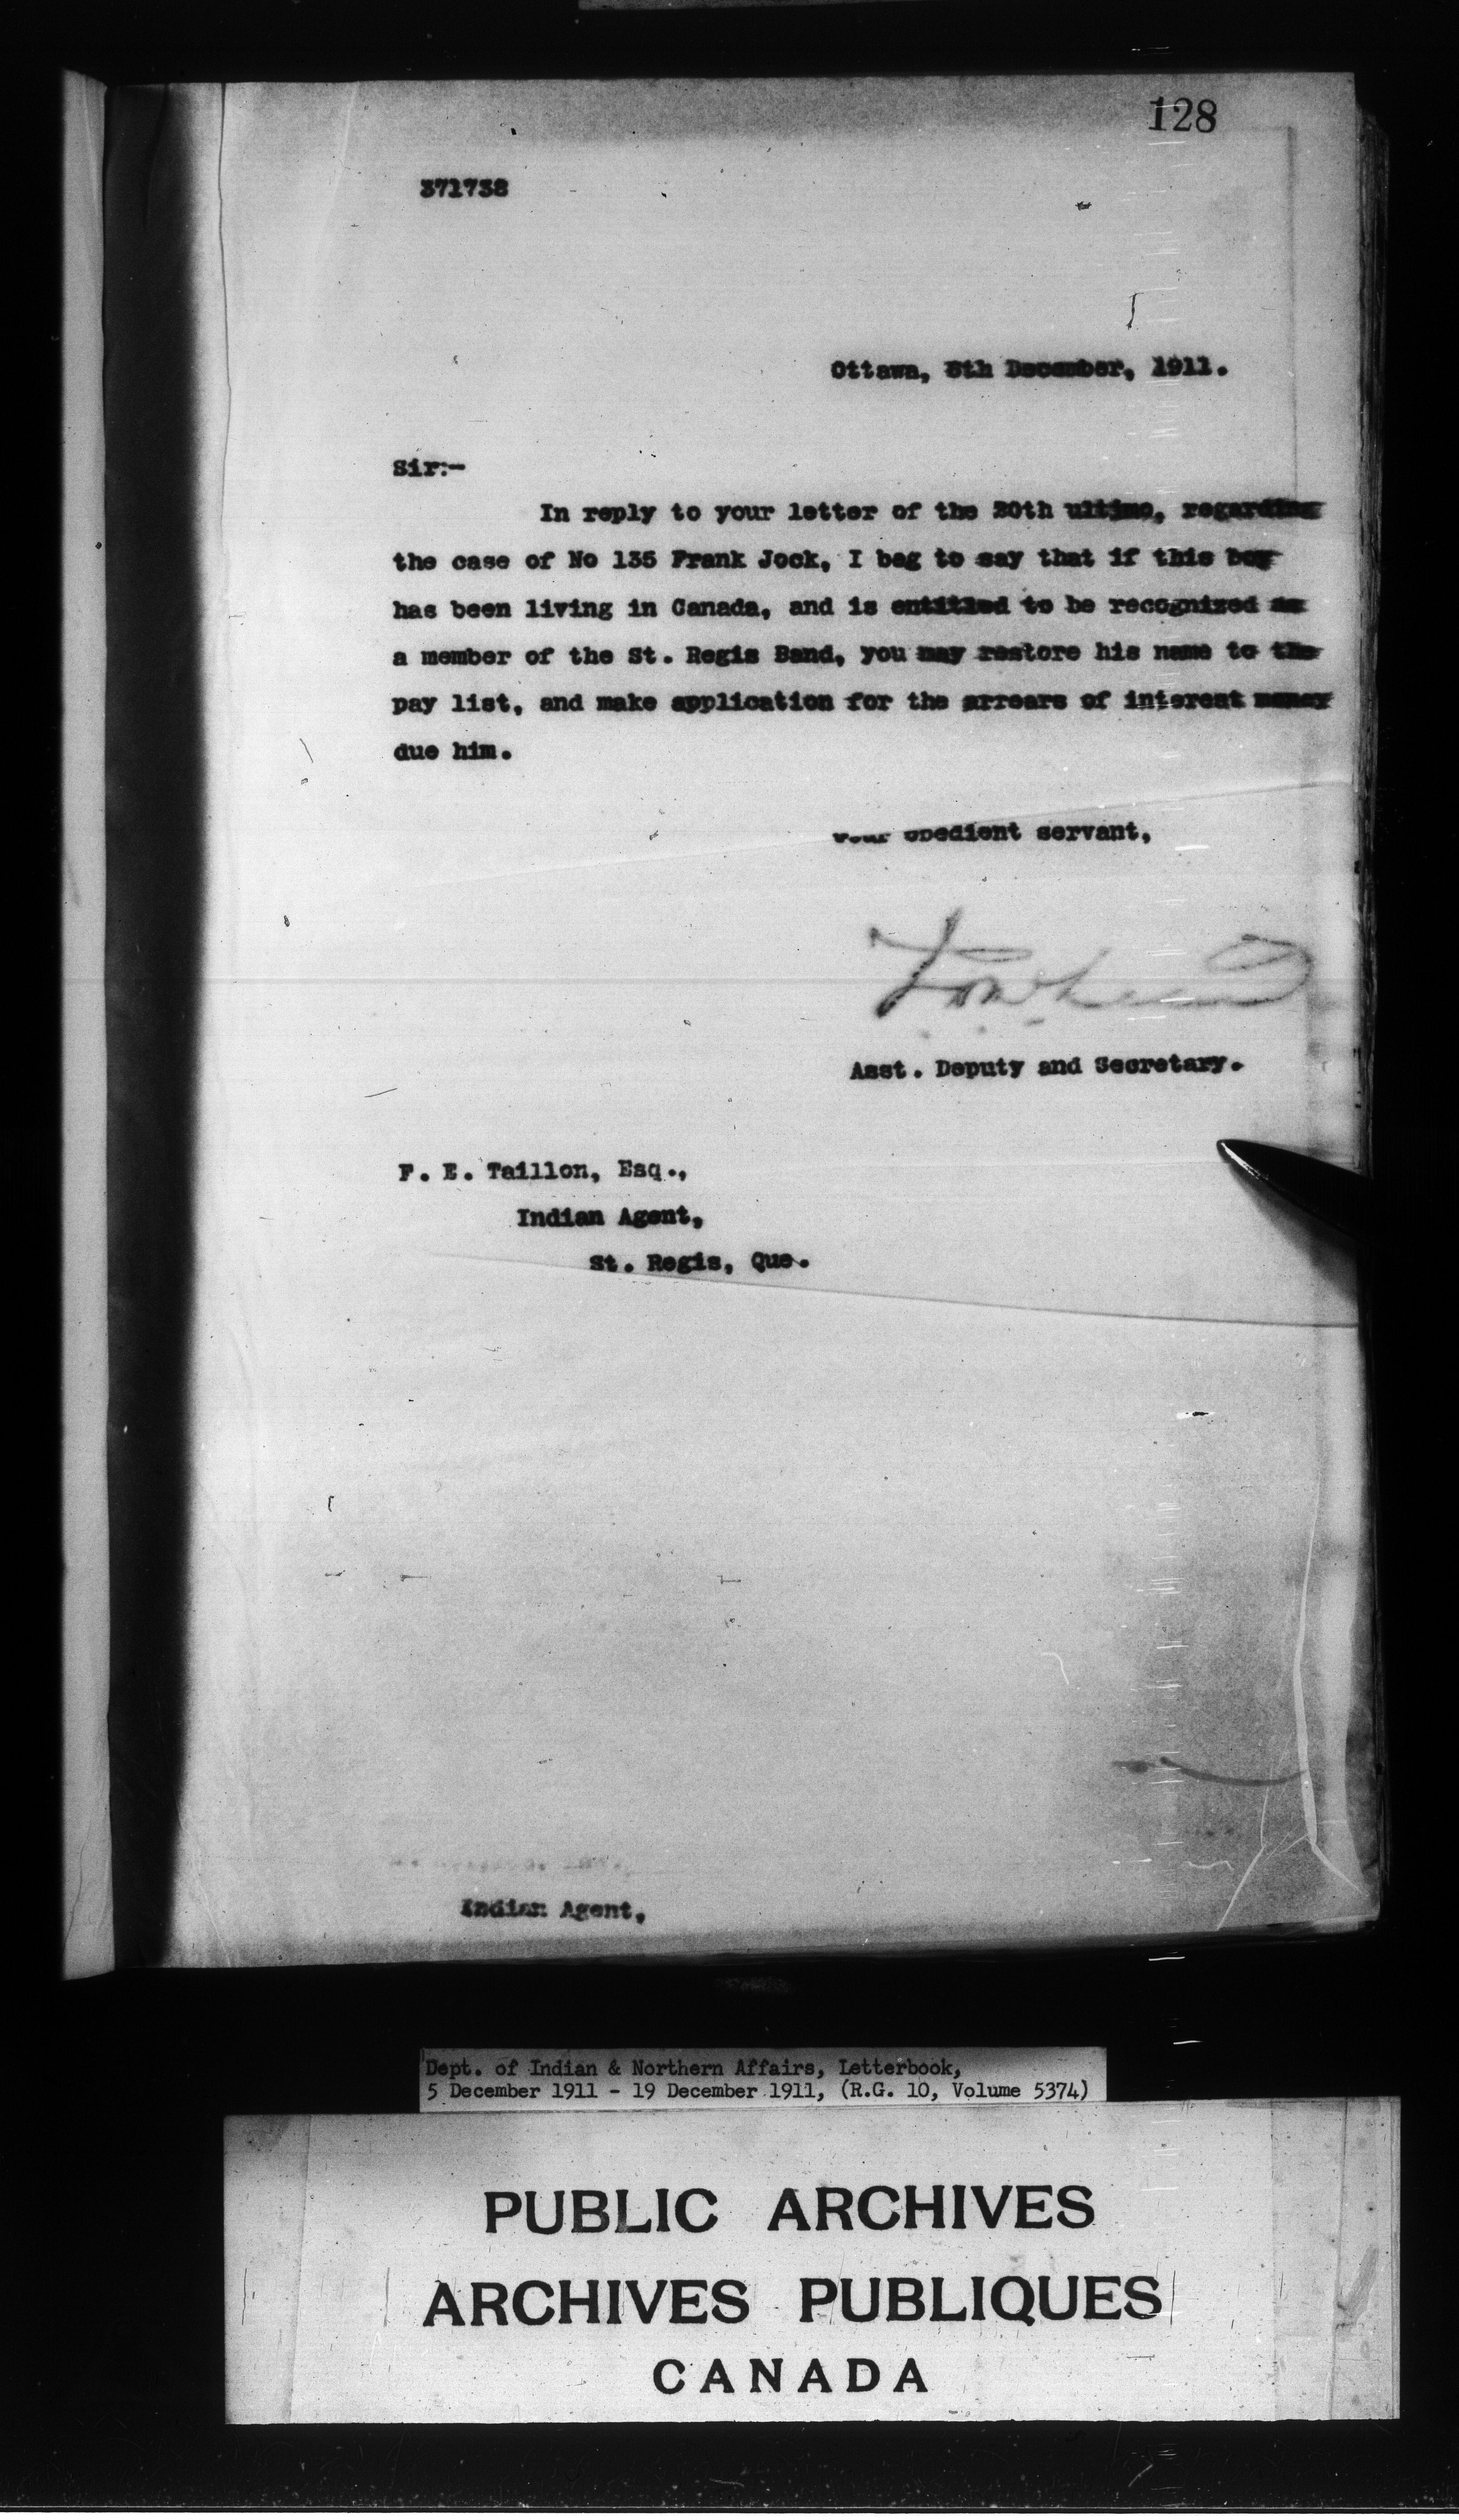 128
371738
Ottawa, December, 1911.
Sir:-
In reply to your letter of the 30th ultimo, regarding
the case of No 135 Frank Jock, I beg to say that if this boy
has been living in Canada, and is entitled to be recognized as
a member of the St. Regis Band, you may restore his name to the
pay list, and make application for the arrears of interest money
due him.
Your obedient servant,
Asst. Deputy and Secretary.
F. E. Taillon, Esq.,
Indian Agent,
St. Regis, Que.
Indian Agent,
Dept. of Indian & Northern Affairs, Letterbook,
5 December 1911 - 19 December 1911, (R.G. 10, Volume 5374)
PUBLIC ARCHIVES
ARCHIVES PUBLIQUES
CANADA